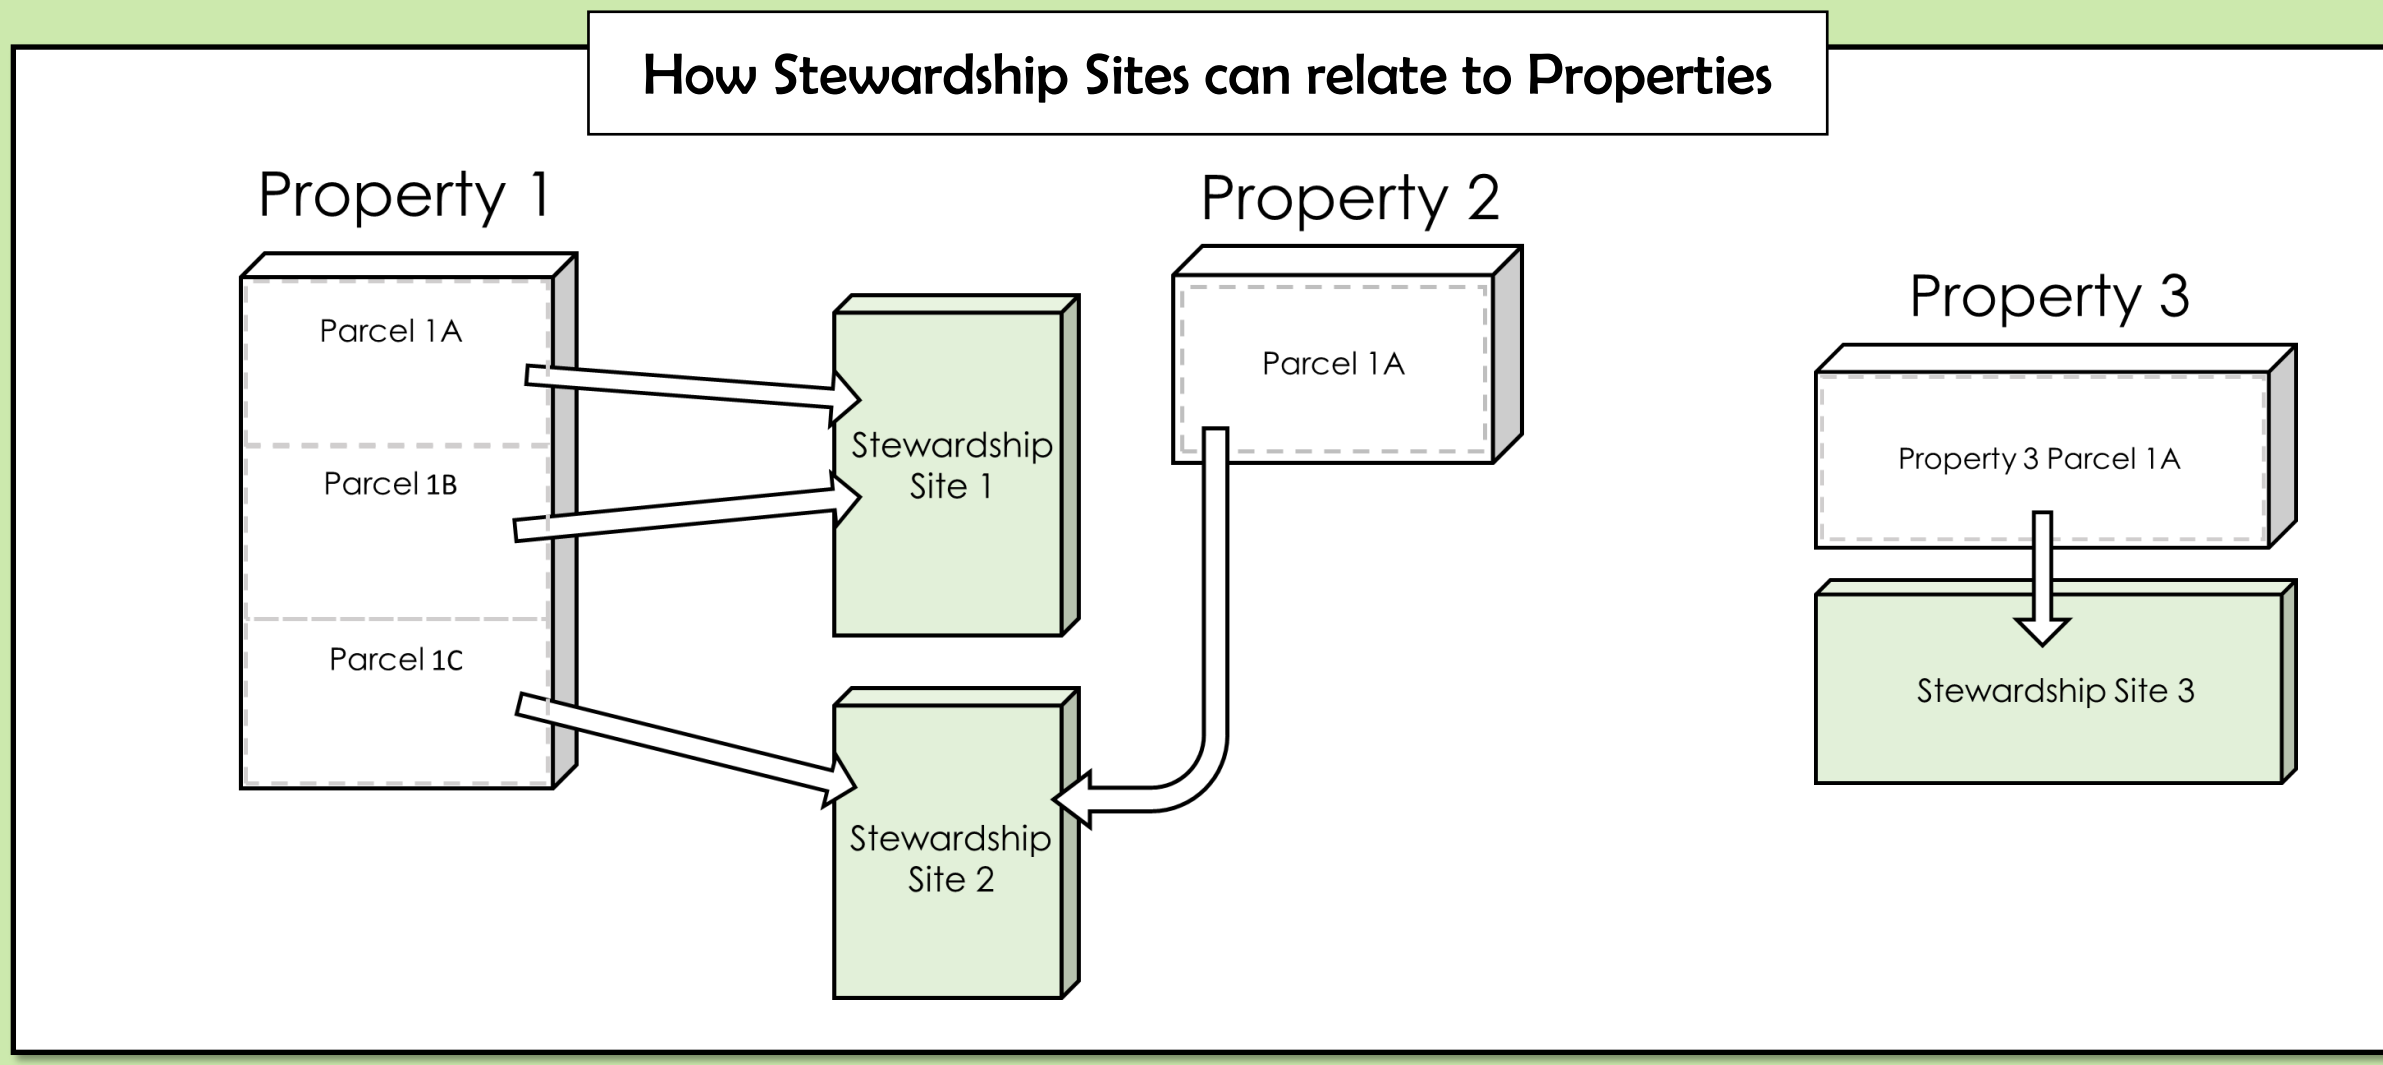 How Stewardship Sites can relate to Properties
Property 1
Parcel 1A
Parcel 1B
Parcel 1C
Stewardship
Site 1
Stewardship
Site 2
Property 2
Parcel 1A
Property 3
Property 3 Parcel 1A
Stewardship Site 3